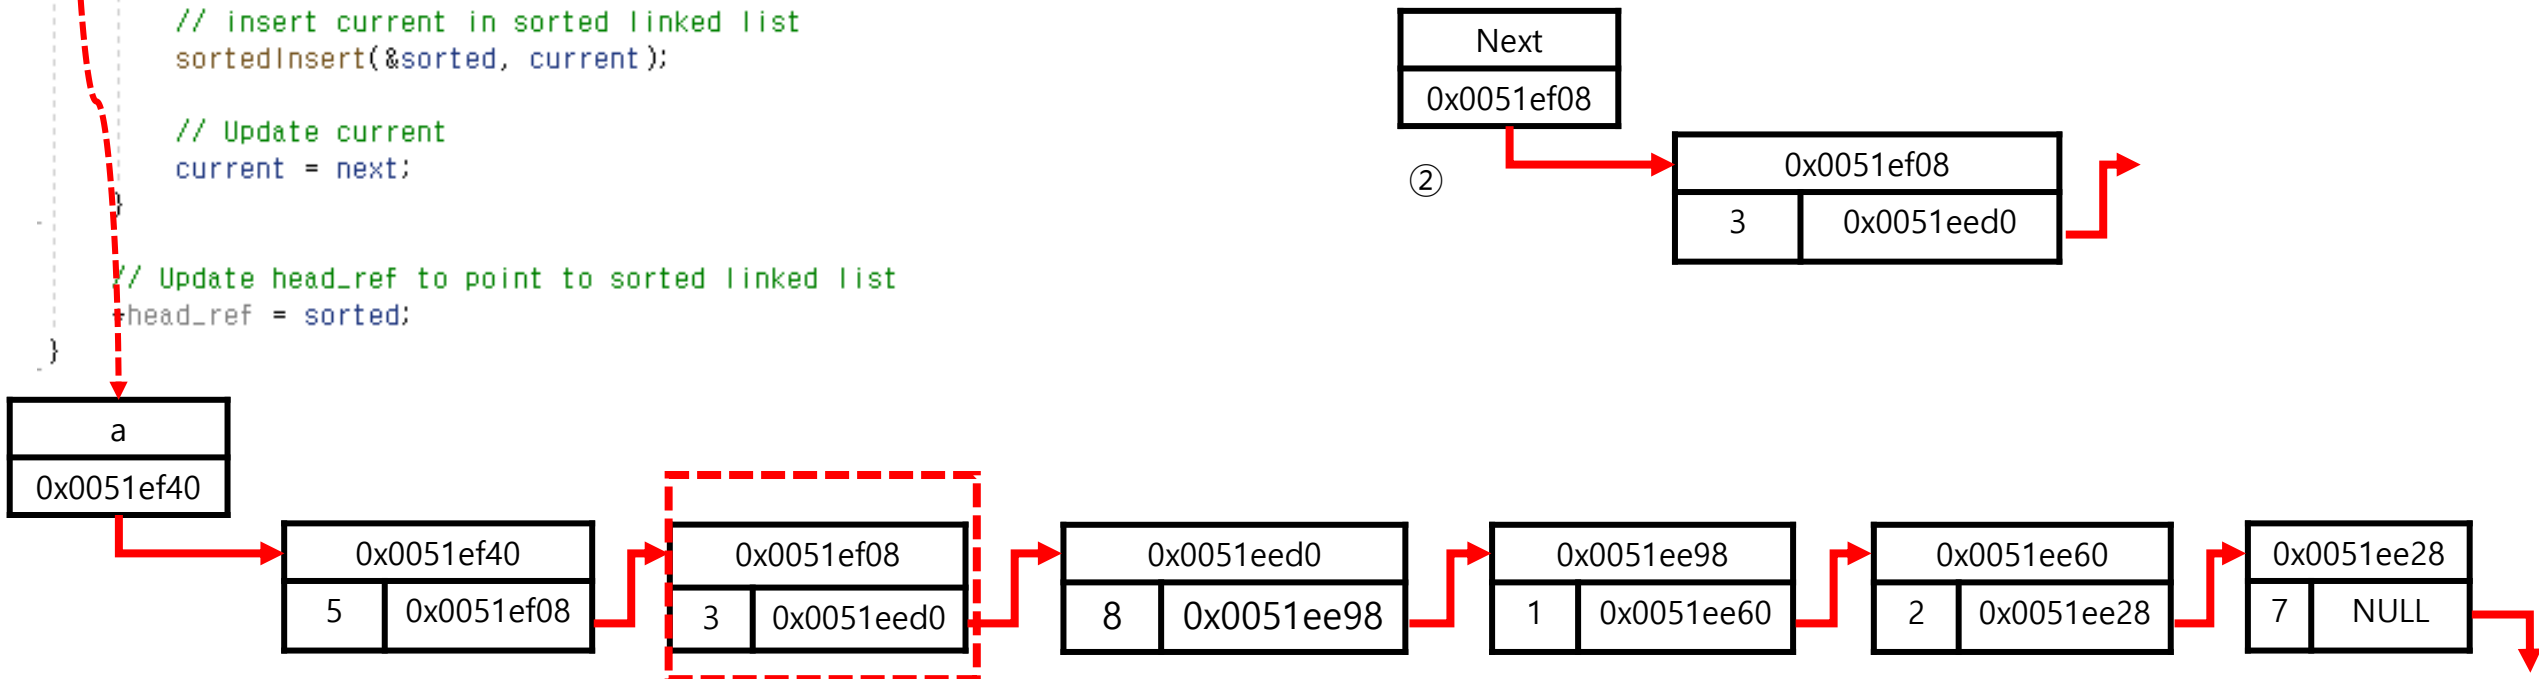 // insert current in sorted linked list
sortedInsert(&sorted, current);
// Update current
current = next;
}
// Update head_ref to point to sorted linked list
*head_ref = sorted;
}
Next
0x0051ef08
②
0x0051ef08
3 0x0051eed0
a
0x0051ef40
0x0051ef40
5 0x0051ef08
0x0051ef08
3 0x0051eed0
0x0051eed0
8 0x0051ee98
0x0051ee98
1 0x0051ee60
0x0051ee60
2 0x0051ee28
0x0051ee28
7 NULL